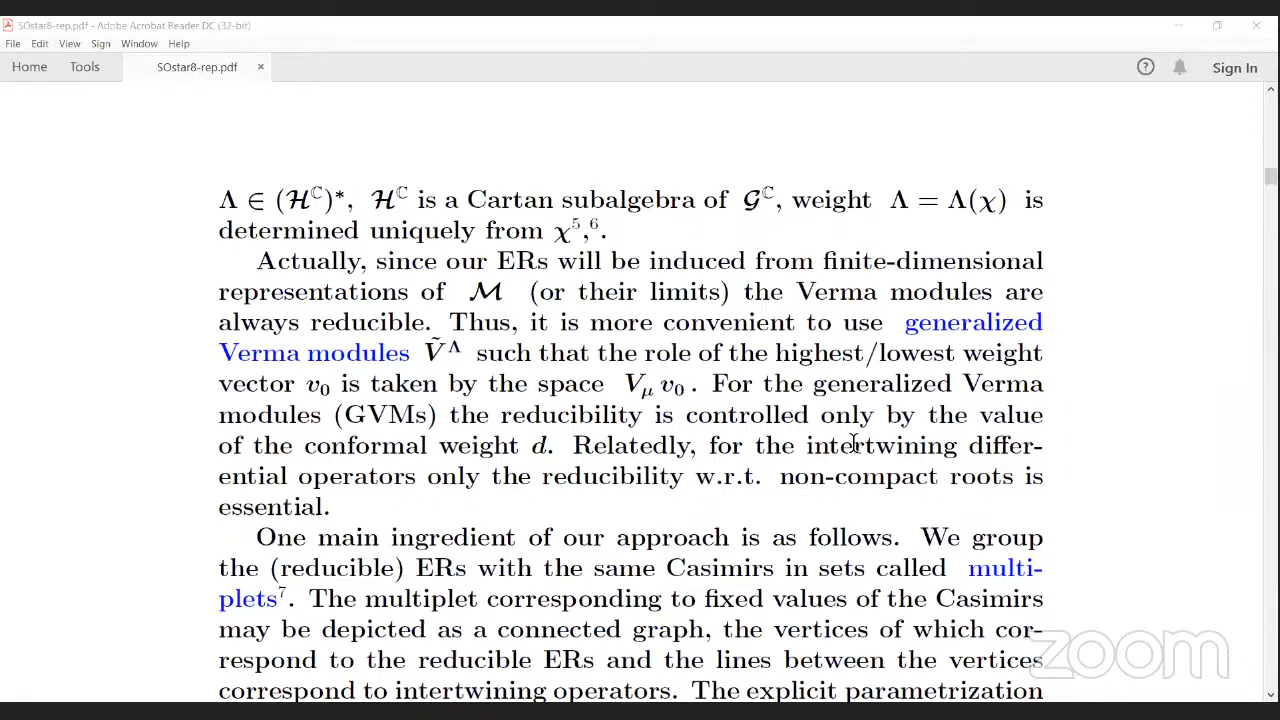 SOstar8-rep.pdf - Adobe Acrobat Reader DC (32-bit)
File Edit View Sign Window Help
Home Tools SOstar8-rep.pdf × Sign In
Λ ∈ (ℋ^ℂ)*, ℋ^ℂ is a Cartan subalgebra of 𝒢^ℂ, weight Λ = Λ(χ) is
determined uniquely from χ⁵,⁶.
Actually, since our ERs will be induced from finite-dimensional
representations of ℳ (or their limits) the Verma modules are
always reducible. Thus, it is more convenient to use generalized
Verma modules Ṽ^Λ such that the role of the highest/lowest weight
vector v₀ is taken by the space V_μ v₀. For the generalized Verma
modules (GVMs) the reducibility is controlled only by the value
of the conformal weight d. Relatedly, for the intertwining differ-
ential operators only the reducibility w.r.t. non-compact roots is
essential.
One main ingredient of our approach is as follows. We group
the (reducible) ERs with the same Casimirs in sets called multi-
plets⁷. The multiplet corresponding to fixed values of the Casimirs
may be depicted as a connected graph, the vertices of which cor-
respond to the reducible ERs and the lines between the vertices
correspond to intertwining operators. The explicit parametrization
zoom